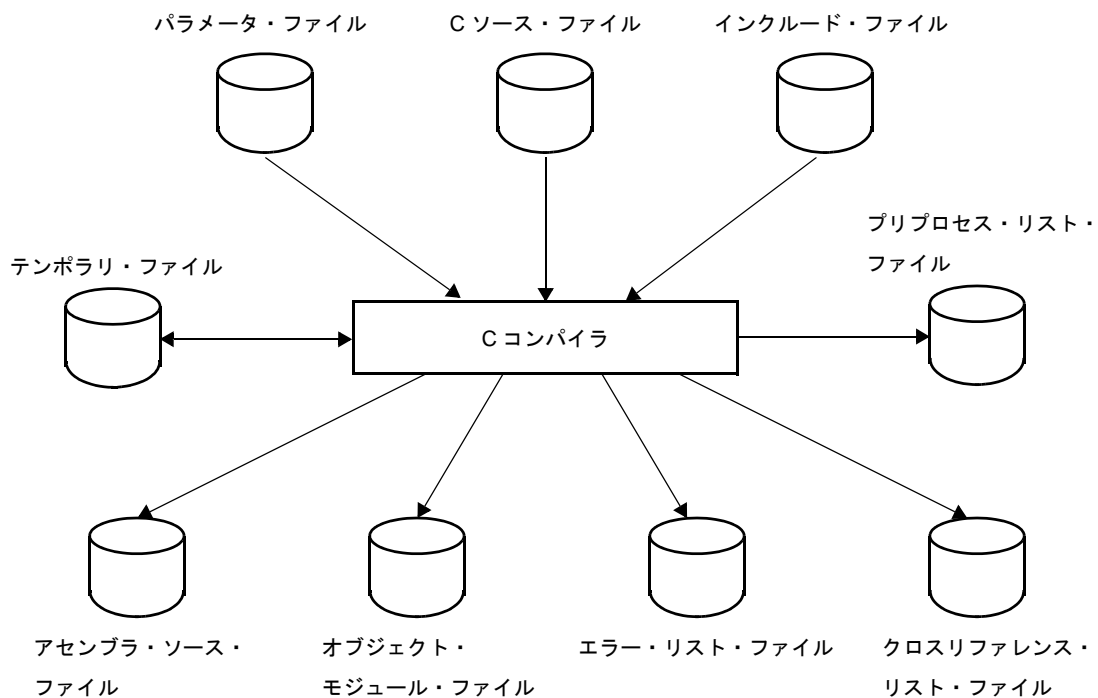 パラメータ・ファイル
C ソース・ファイル
インクルード・ファイル
プリプロセス・リスト・
ファイル
テンポラリ・ファイル
C コンパイラ
アセンブラ・ソース・
ファイル
オブジェクト・
モジュール・ファイル
エラー・リスト・ファイル
クロスリファレンス・
リスト・ファイル